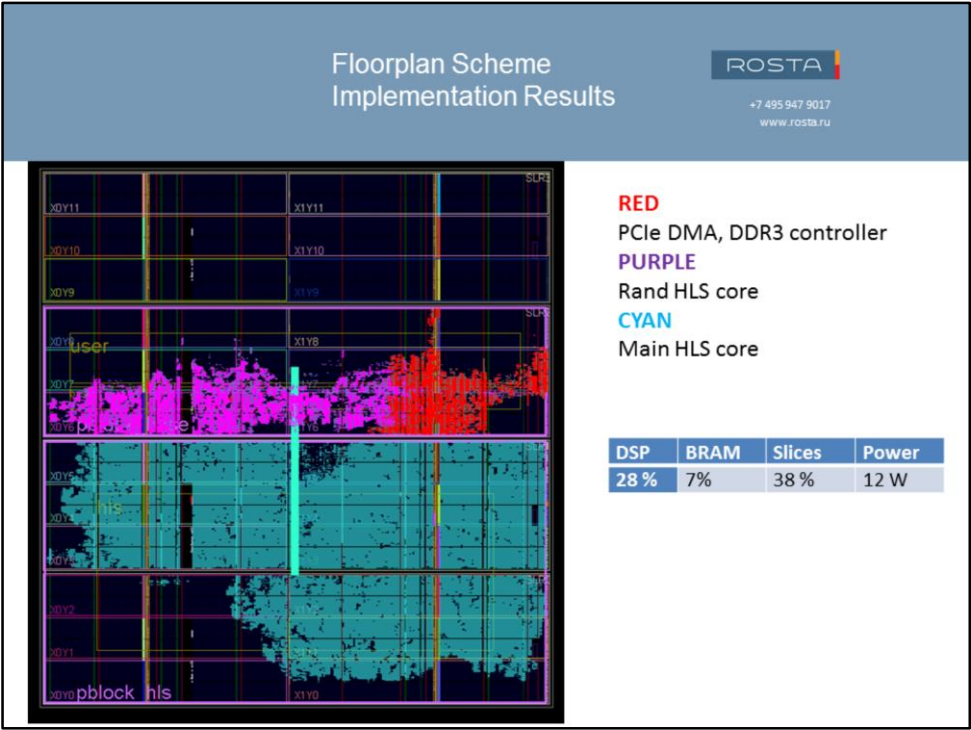 Floorplan Scheme
Implementation Results
ROSTA
+7 495 947 9017
www.rosta.ru
X0Y11
X1Y11
X0Y10
X1Y10
X0Y9
X1Y9
user
X1Y8
X0Y7
X0Y6
hls
X0Y2
X0Y1
X0Y0
pblock_hls
X1Y0
RED
PCIe DMA, DDR3 controller
PURPLE
Rand HLS core
CYAN
Main HLS core
DSP BRAM Slices Power
28 % 7% 38 % 12 W